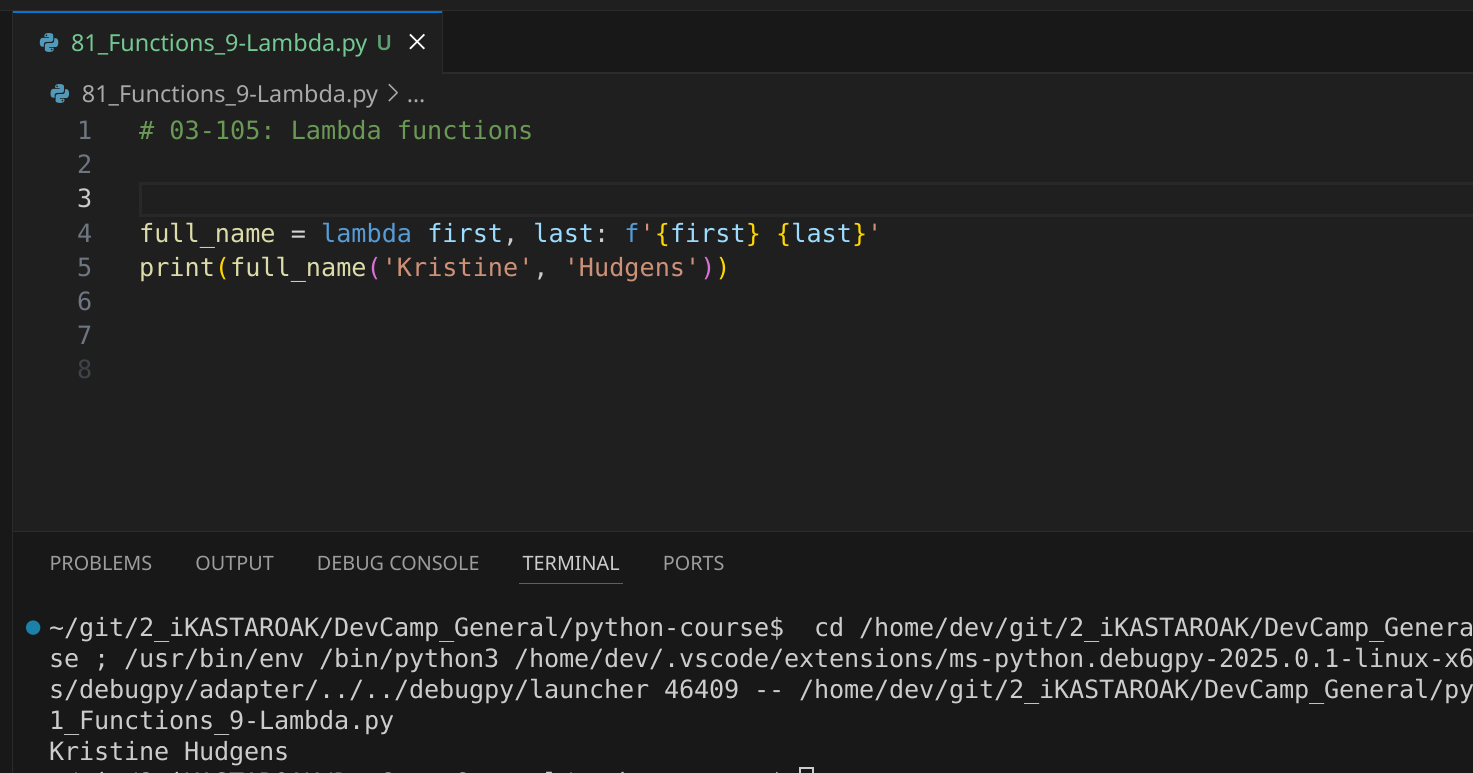 81_Functions_9-Lambda.py U
81_Functions_9-Lambda.py > ...
1 # 03-105: Lambda functions
2
3
4 full_name = lambda first, last: f'{first} {last}'
5 print(full_name('Kristine', 'Hudgens'))
6
7
8
PROBLEMS OUTPUT DEBUG CONSOLE TERMINAL PORTS
~/git/2_iKASTAROAK/DevCamp_General/python-course$  cd /home/dev/git/2_iKASTAROAK/DevCamp_Genera
se ; /usr/bin/env /bin/python3 /home/dev/.vscode/extensions/ms-python.debugpy-2025.0.1-linux-x6
s/debugpy/adapter/../../debugpy/launcher 46409 -- /home/dev/git/2_iKASTAROAK/DevCamp_General/py
1_Functions_9-Lambda.py
Kristine Hudgens